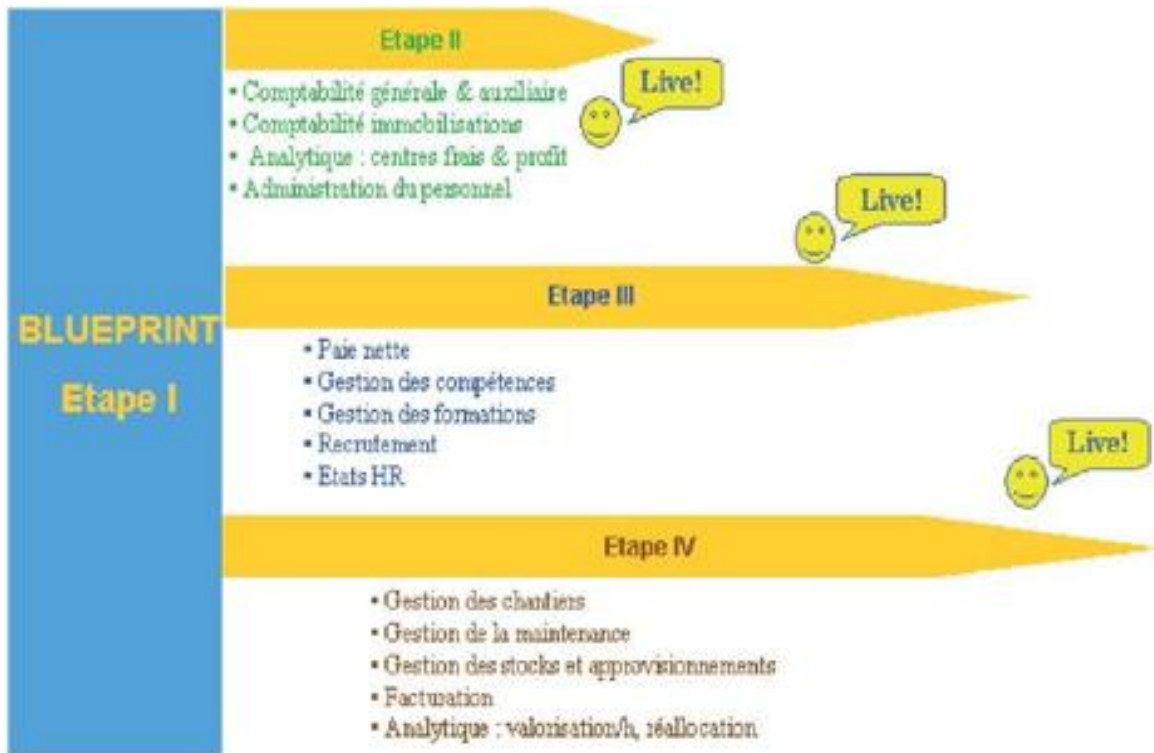 Etape II
Live!
• Comptabilité générale & auxiliaire
• Comptabilité immobilisations
• Analytique : centres frais & profit
• Administration du personnel
Live!
Etape III
BLUEPRINT
Etape I
• Paie nette
• Gestion des compétences
• Gestion des formations
• Recrutement
• Etats HR
Live!
Etape IV
• Gestion des chantiers
• Gestion de la maintenance
• Gestion des stocks et approvisionnements
• Facturation
• Analytique : valorisation/h, réallocation